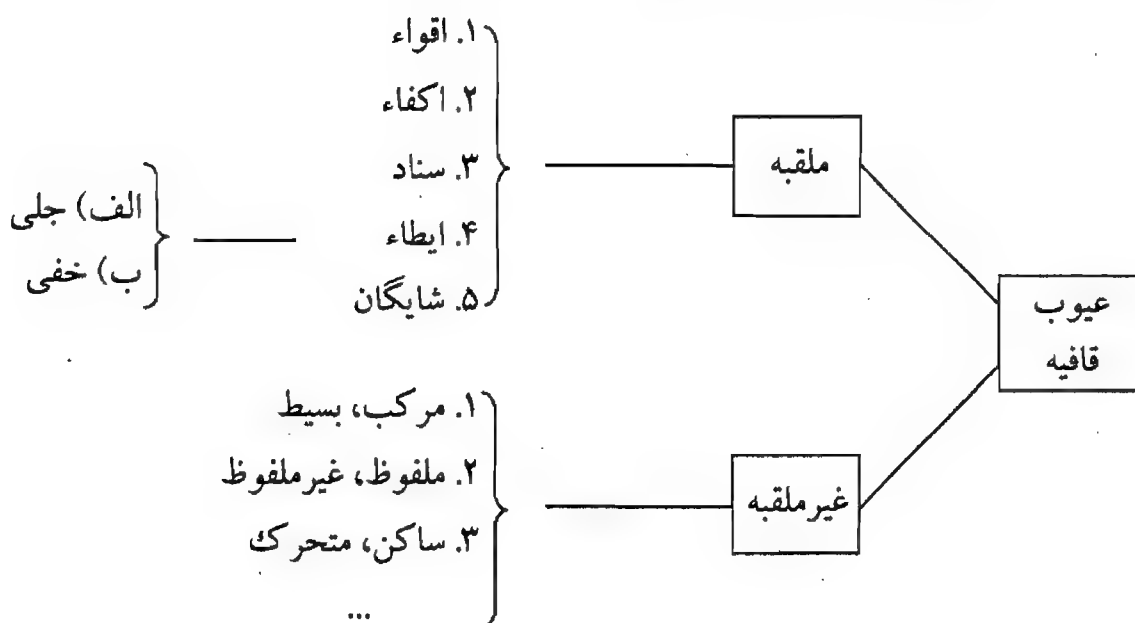 عیوب
قافیه
ملقبه
۱. اقواء
۲. اکفاء
۳. سناد
۴. ایطاء
۵. شایگان
الف) جلی
ب) خفی
غیرملقبه
۱. مرکب، بسیط
۲. ملفوظ، غیرملفوظ
۳. ساکن، متحرک
...